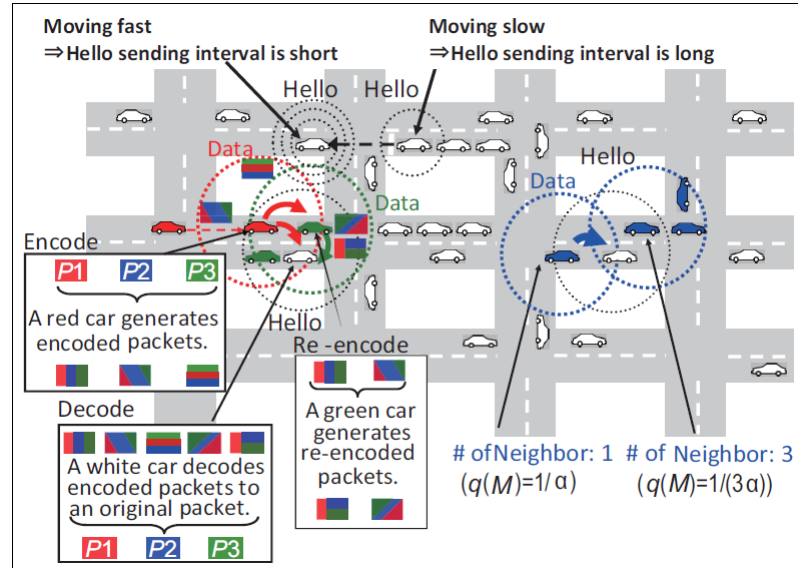 Moving fast
⇒Hello sending interval is short
Moving slow
⇒Hello sending interval is long
Hello
Hello
Data
Data
Hello
Data
Hello
Encode
P1 P2 P3
A red car generates
encoded packets.
Decode
A white car decodes
encoded packets to
an original packet.
P1 P2 P3
Re -encode
A green car
generates
re-encoded
packets.
# of Neighbor: 1
(q(M)=1/α)
# of Neighbor: 3
(q(M)=1/(3α))